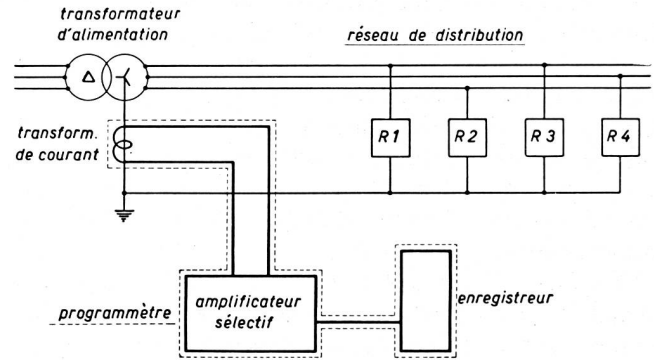 transformateur
d'alimentation
réseau de distribution
Δ
transform.
de courant
R1
R2
R3
R4
programmètre
amplificateur
sélectif
enregistreur